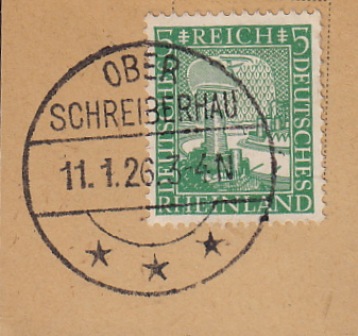 5 REICH 5
DEUTSCHES
DEUTSCHES
RHEINLAND
OBER
SCHREIBERHAU
11.1.26.3-4N